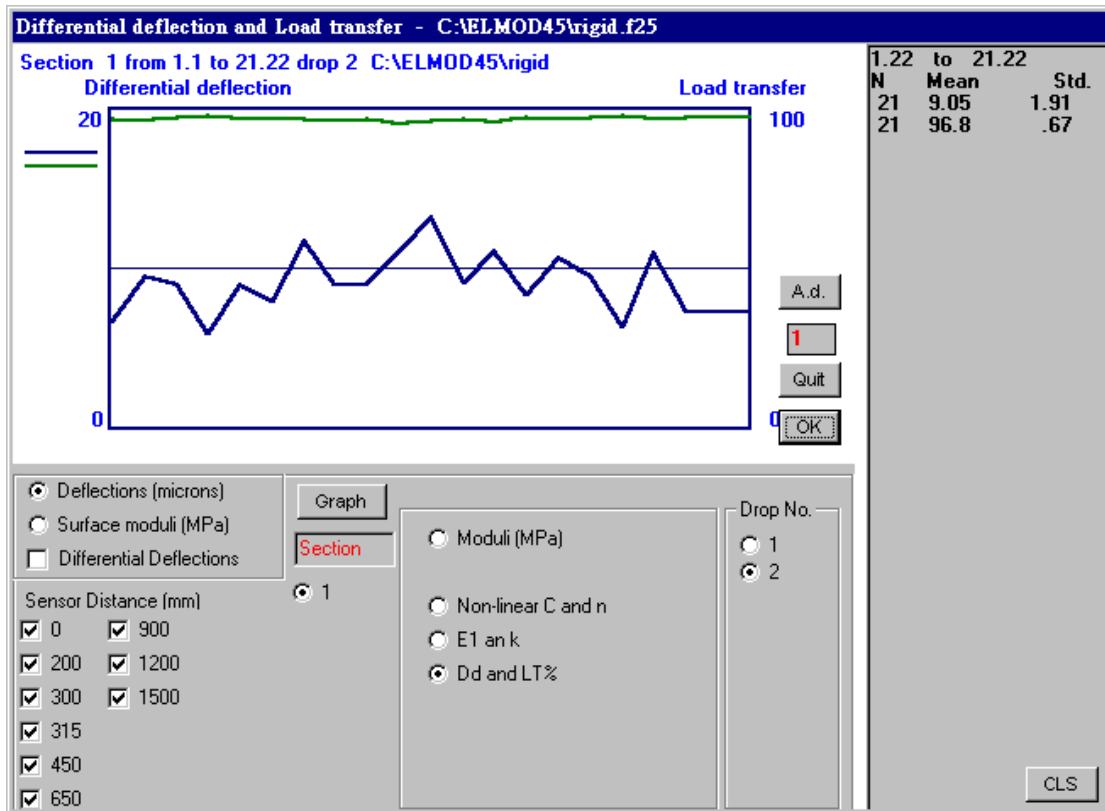 Differential deflection and Load transfer - C:\ELMOD45\rigid.f25
Section 1 from 1.1 to 21.22 drop 2 C:\ELMOD45\rigid
Differential deflection Load transfer
20 100
0 0
A.d.
1
Quit
OK
1.22 to 21.22
N Mean Std.
21 9.05 1.91
21 96.8 .67
CLS
Deflections (microns)
Surface moduli (MPa)
Differential Deflections
Sensor Distance (mm)
0 900
200 1200
300 1500
315
450
650
Graph
Section
1
Moduli (MPa)
Non-linear C and n
E1 an k
Dd and LT%
Drop No.
1
2